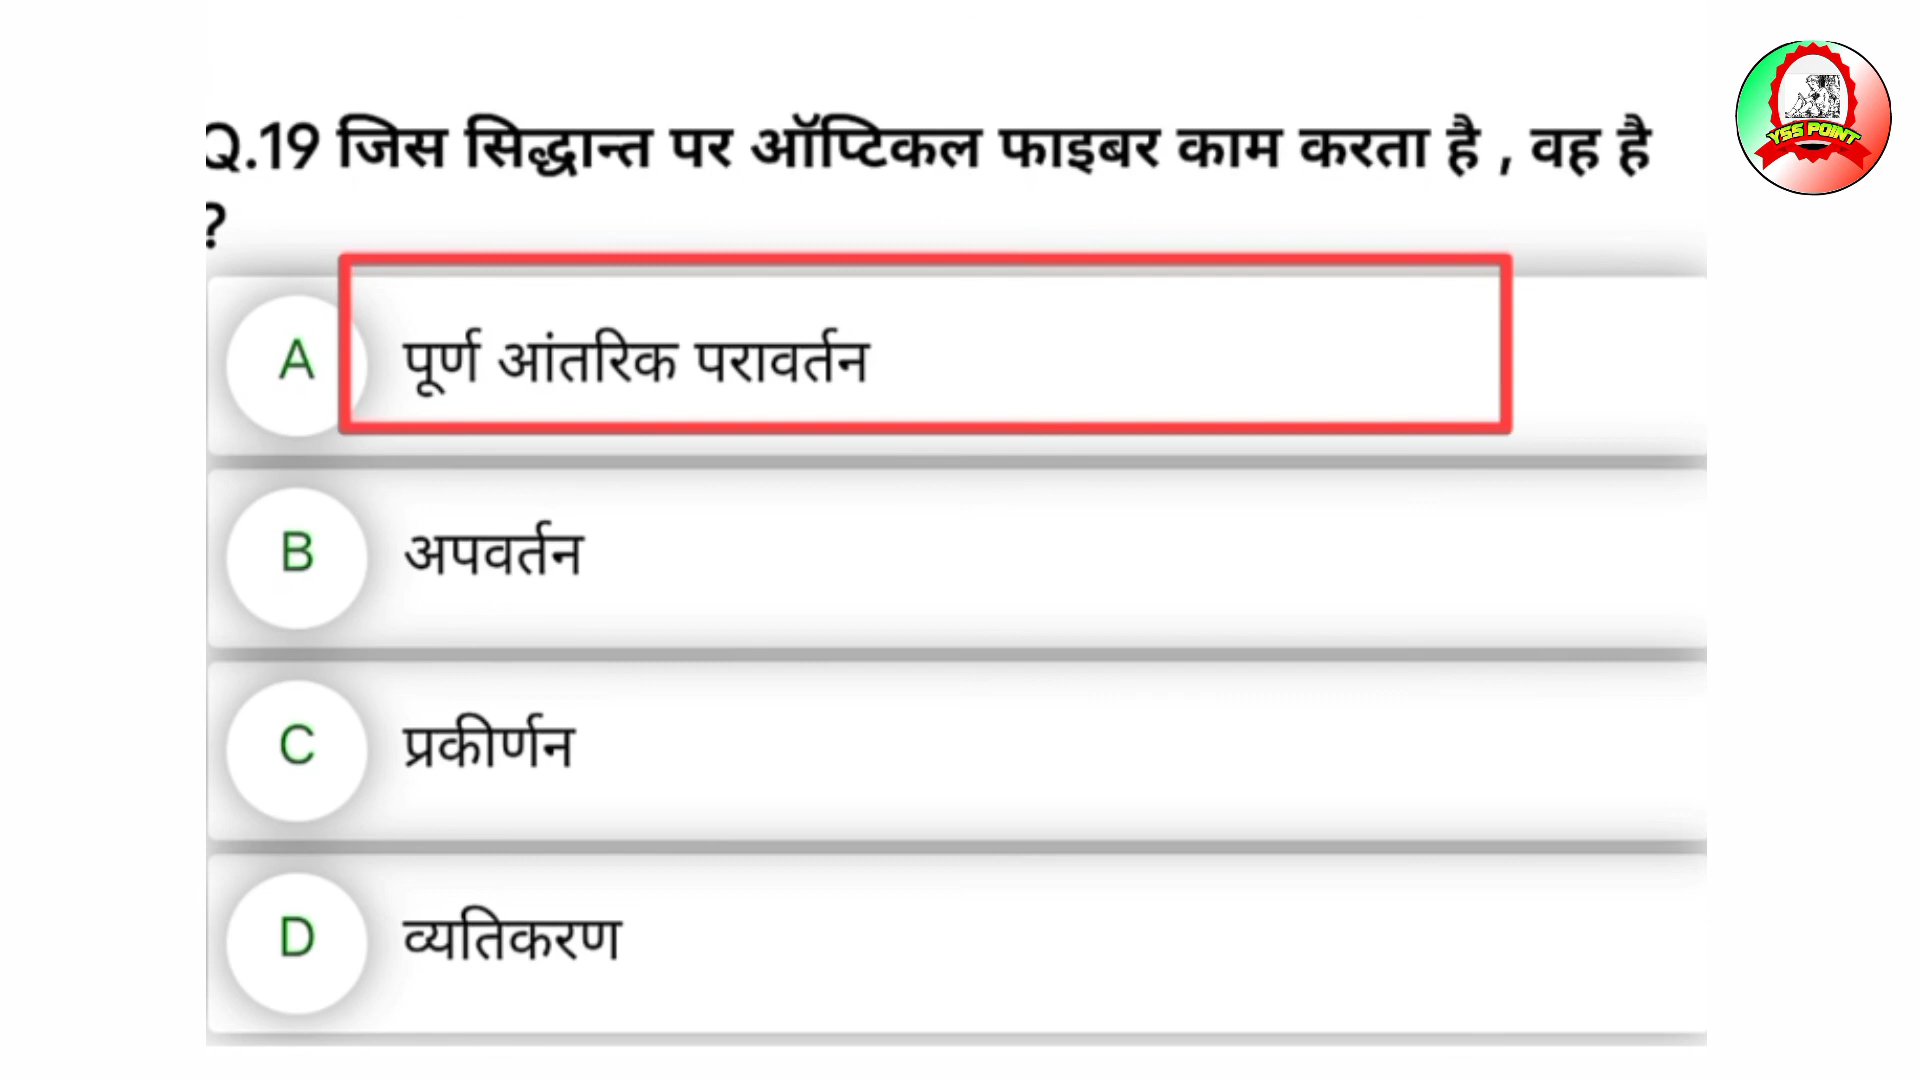 Q.19 जिस सिद्धान्त पर ऑप्टिकल फाइबर काम करता है , वह है
?
A पूर्ण आंतरिक परावर्तन
B अपवर्तन
C प्रकीर्णन
D व्यतिकरण
YSS POINT